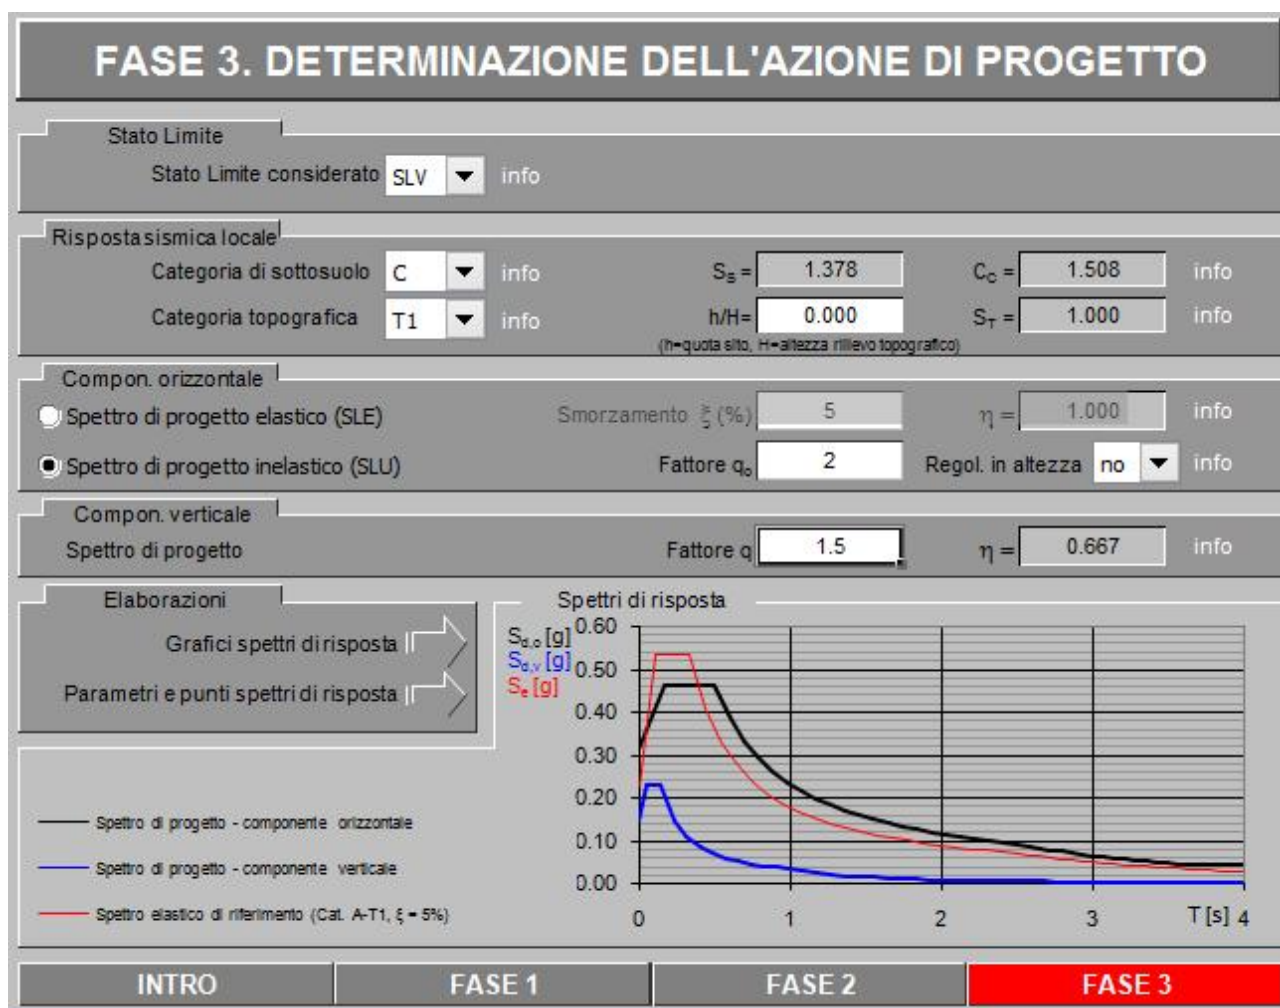 FASE 3. DETERMINAZIONE DELL'AZIONE DI PROGETTO
Stato Limite
Stato Limite considerato SLV info
Risposta sismica locale
Categoria di sottosuolo C info S_S = 1.378 C_C = 1.508 info
Categoria topografica T1 info h/H= 0.000 S_T = 1.000 info
(h=quota sito, H=altezza rilievo topografico)
Compon. orizzontale
Spettro di progetto elastico (SLE) Smorzamento ξ (%) 5 η = 1.000 info
Spettro di progetto inelastico (SLU) Fattore q_o 2 Regol. in altezza no info
Compon. verticale
Spettro di progetto Fattore q 1.5 η = 0.667 info
Elaborazioni
Grafici spettri di risposta
Parametri e punti spettri di risposta
Spettri di risposta
S_d,o [g]
S_d,v [g]
S_e [g]
0.60
0.50
0.40
0.30
0.20
0.10
0.00
0 1 2 3 T [s] 4
Spettro di progetto - componente orizzontale
Spettro di progetto - componente verticale
Spettro elastico di riferimento (Cat. A-T1, ξ = 5%)
INTRO FASE 1 FASE 2 FASE 3